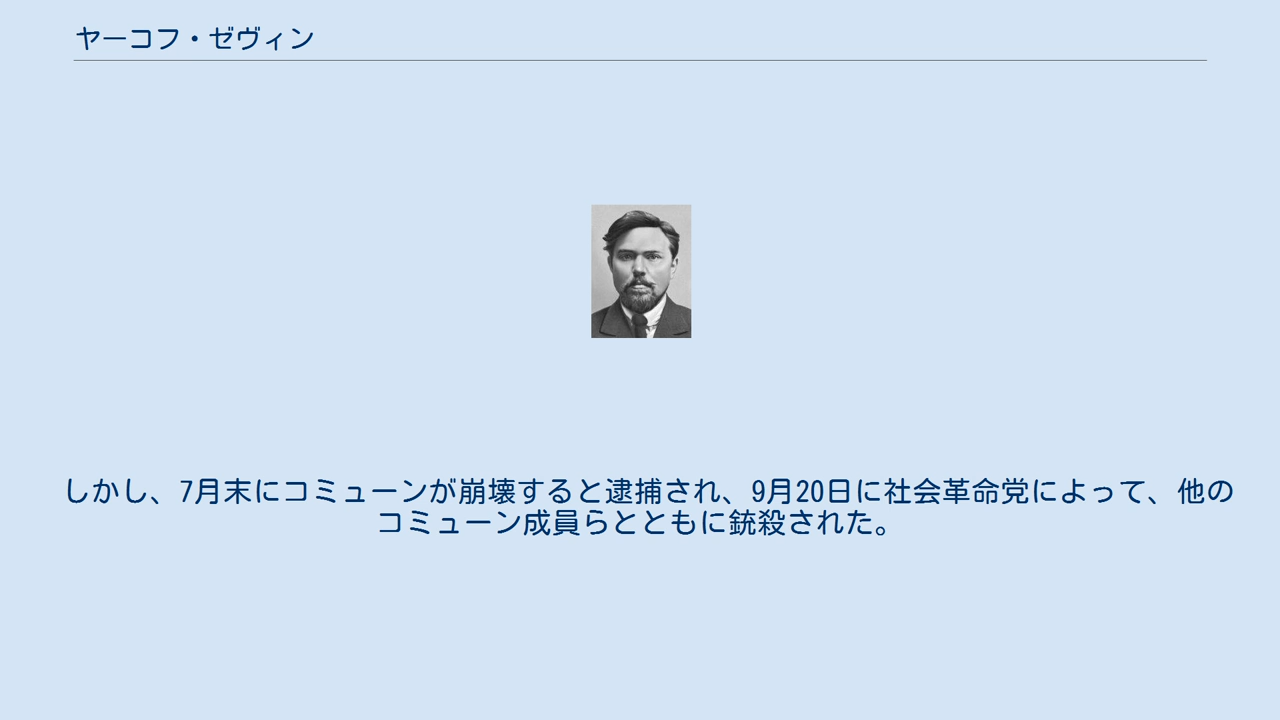 ヤーコフ・ゼヴィン
しかし、7月末にコミューンが崩壊すると逮捕され、9月20日に社会革命党によって、他の
コミューン成員らとともに銃殺された。